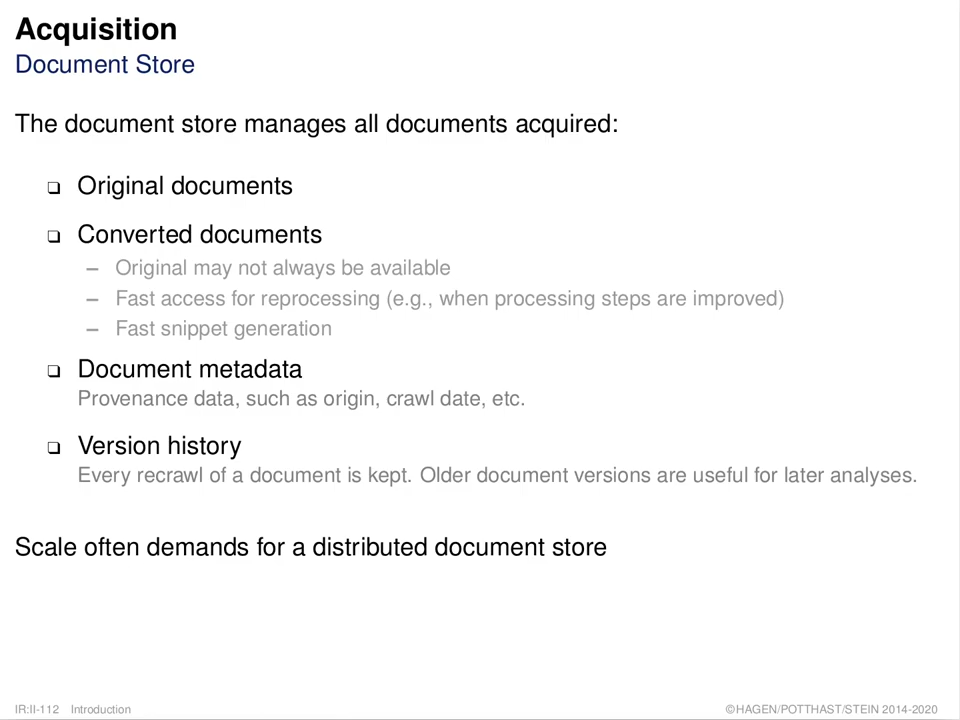 Acquisition
Document Store
The document store manages all documents acquired:
❏ Original documents
❏ Converted documents
– Original may not always be available
– Fast access for reprocessing (e.g., when processing steps are improved)
– Fast snippet generation
❏ Document metadata
Provenance data, such as origin, crawl date, etc.
❏ Version history
Every recrawl of a document is kept. Older document versions are useful for later analyses.
Scale often demands for a distributed document store
IR:II-112 Introduction ©HAGEN/POTTHAST/STEIN 2014-2020